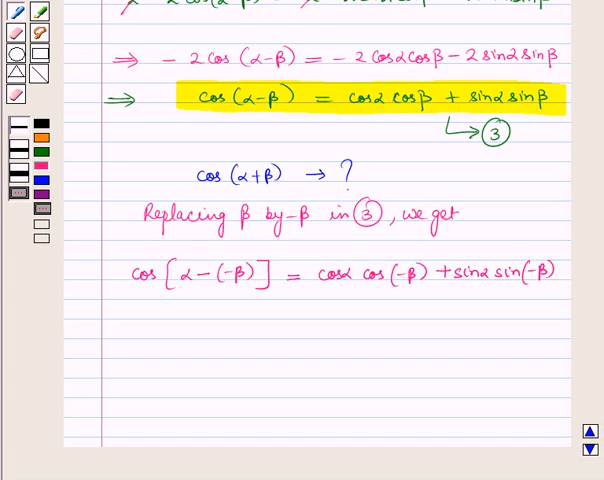 ⇒ - 2 cos (α-β) = - 2 cosα cosβ - 2 sinα sinβ
⇒ cos (α-β) = cosα cosβ + sinα sinβ
→ ③
cos (α+β) → ?
Replacing β by -β in ③, we get
cos [α-(-β)] = cosα cos(-β) + sinα sin(-β)